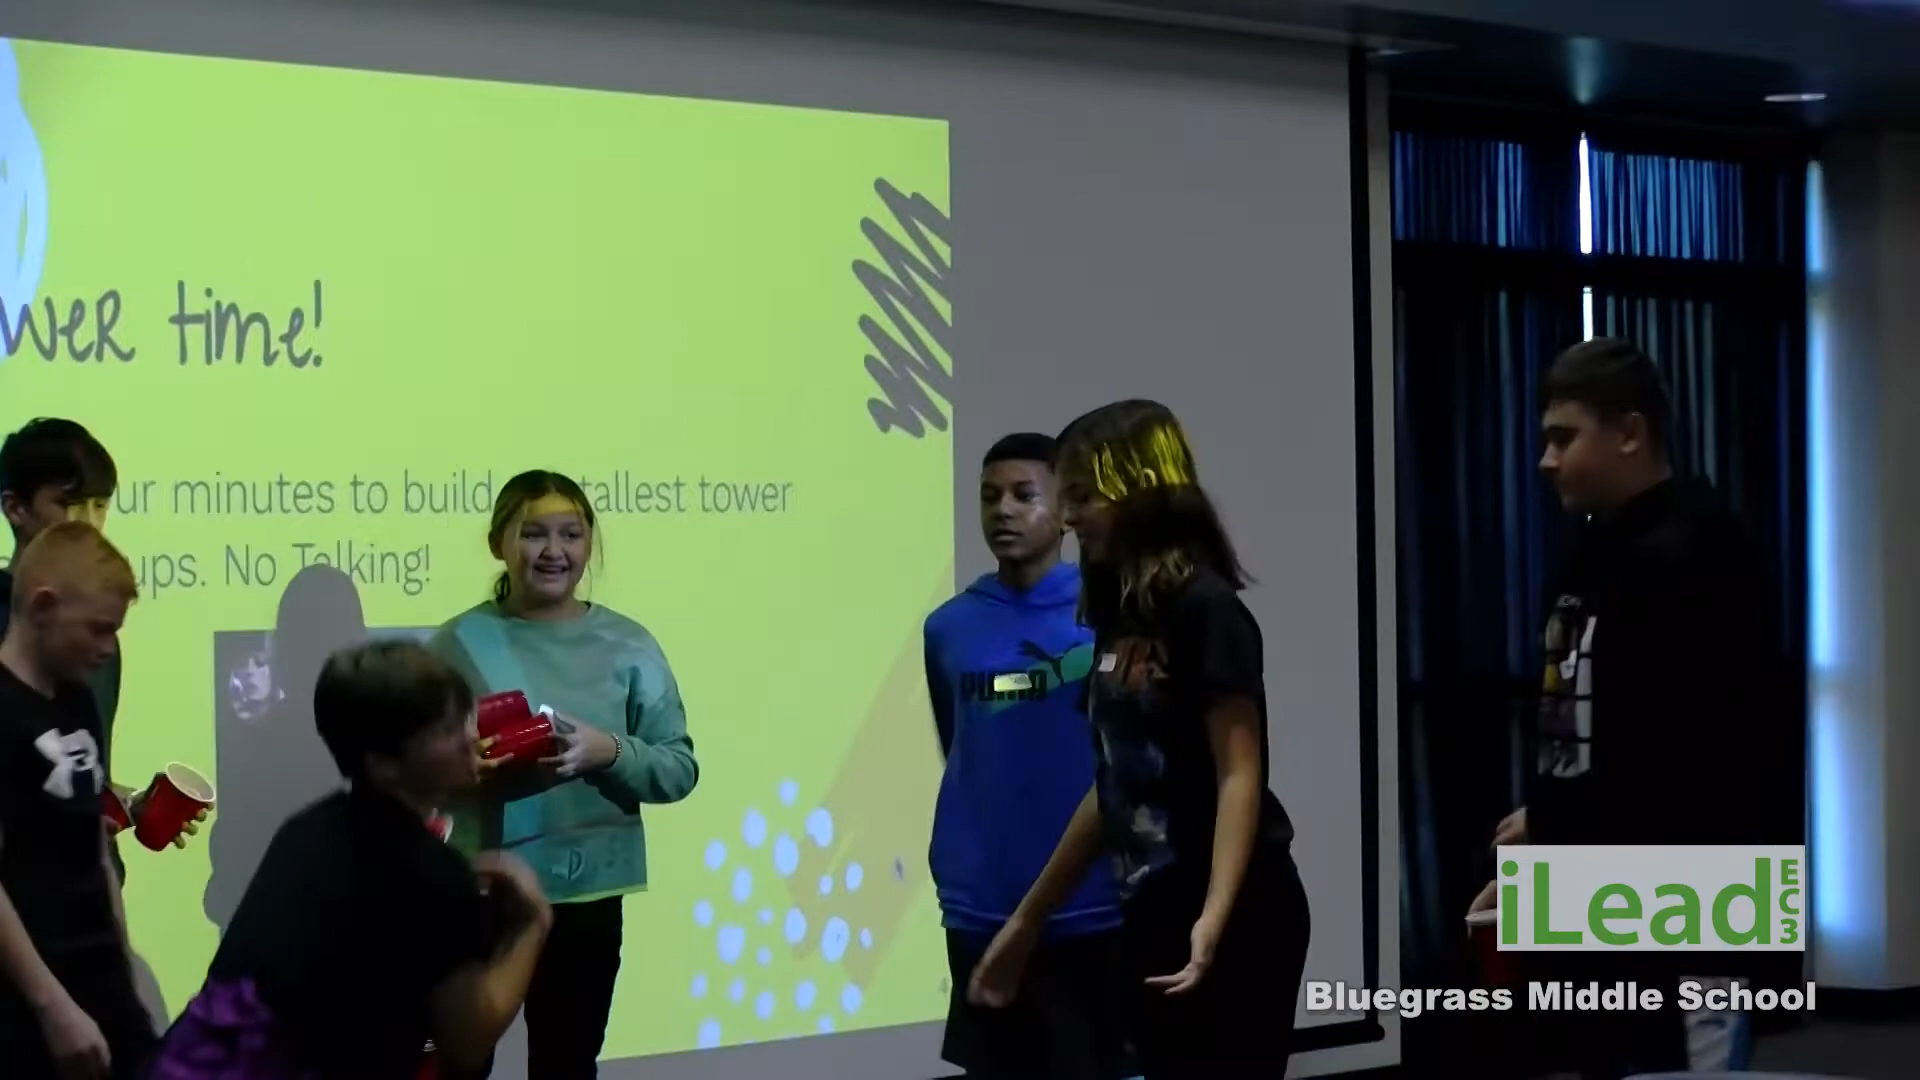 wer time!
ur minutes to build
tallest tower
ups. No Talking!
PUMA
iLead
EC3
Bluegrass Middle School